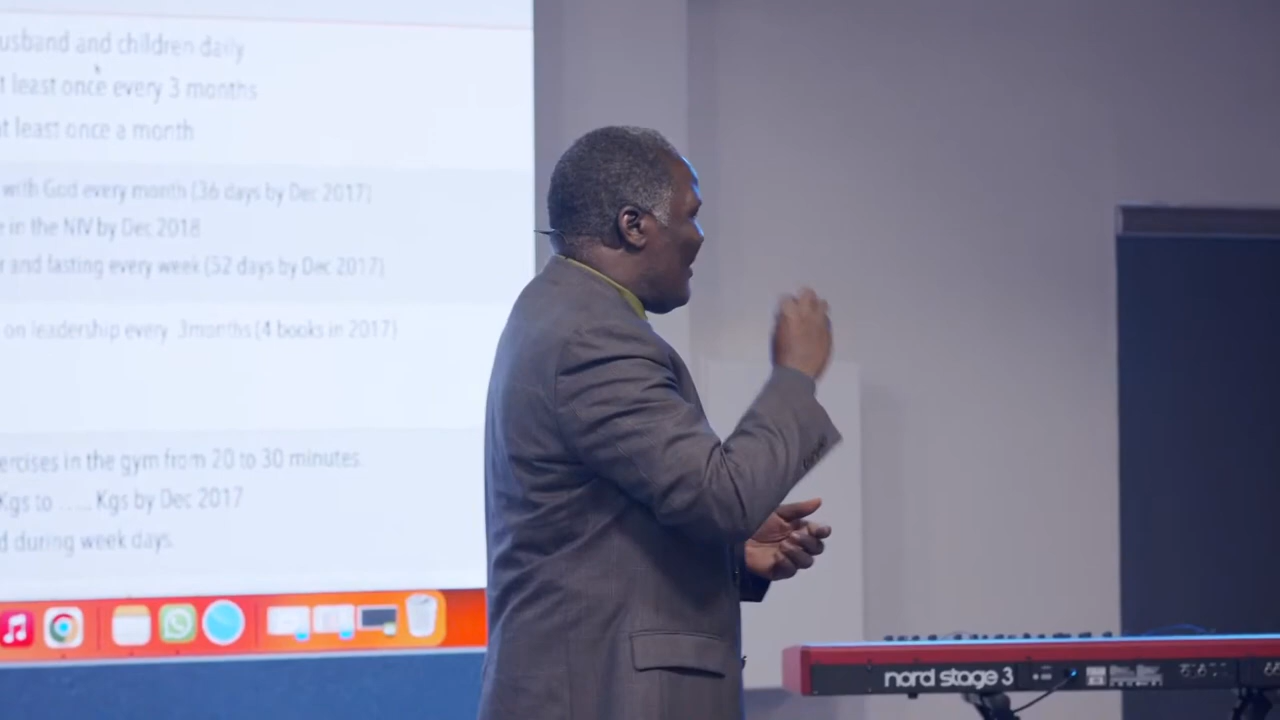 usband and children daily
t least once every 3 months
at least once a month
with God every month (36 days by Dec 2017)
e in the NIV by Dec 2018
r and fasting every week (52 days by Dec 2017)
on leadership every 3months (4 books in 2017)
ercises in the gym from 20 to 30 minutes.
Kgs to ..... Kgs by Dec 2017
d during week days.
nord stage 3